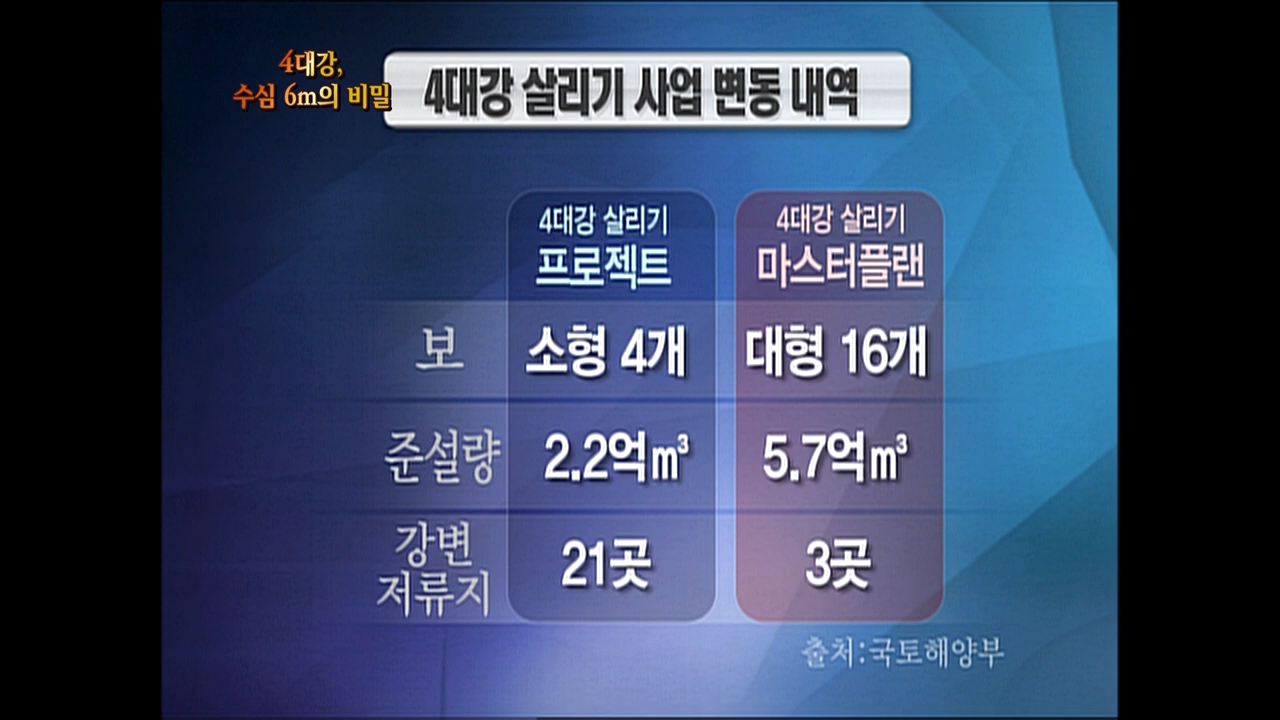 4대강,
수심 6m의 비밀
4대강 살리기 사업 변동 내역
4대강 살리기
프로젝트
4대강 살리기
마스터플랜
보
소형 4개
대형 16개
준설량
2.2억㎥
5.7억㎥
강변
저류지
21곳
3곳
출처:국토해양부